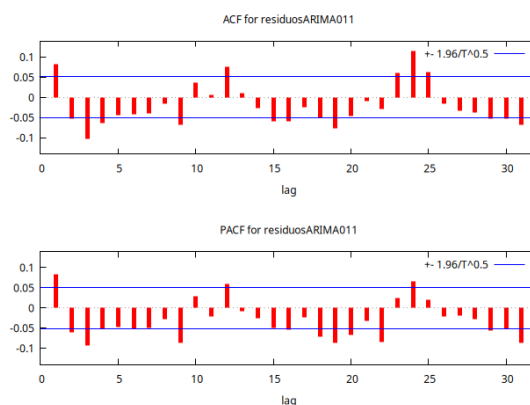 ACF for residuosARIMA011
+- 1.96/T^0.5
0.1
0.05
0
-0.05
-0.1
0 5 10 15 20 25 30
lag
PACF for residuosARIMA011
+- 1.96/T^0.5
0.1
0.05
0
-0.05
-0.1
0 5 10 15 20 25 30
lag